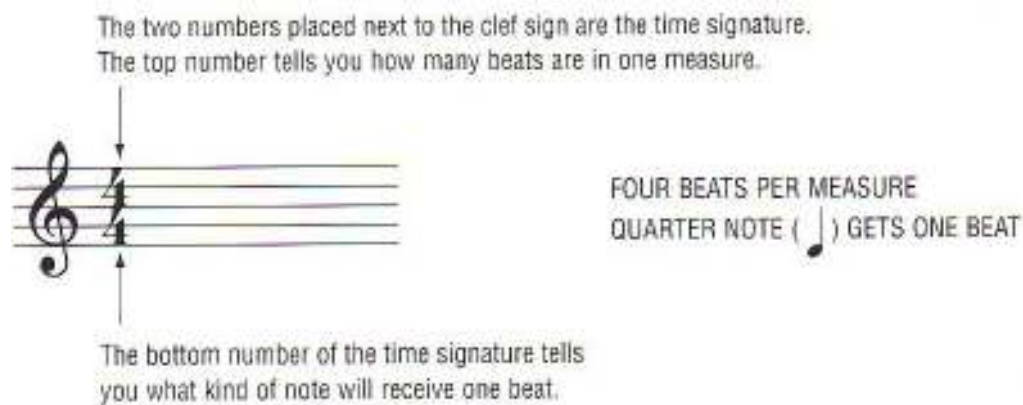 The two numbers placed next to the clef sign are the time signature.
The top number tells you how many beats are in one measure.
4
4
FOUR BEATS PER MEASURE
QUARTER NOTE ( ♩ ) GETS ONE BEAT
The bottom number of the time signature tells
you what kind of note will receive one beat.